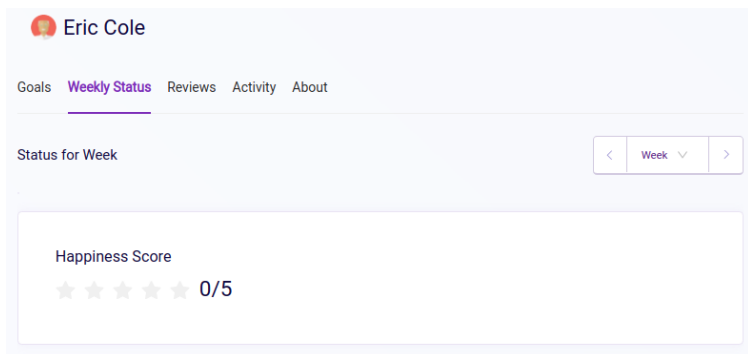 Eric Cole
Goals Weekly Status Reviews Activity About
Status for Week
Week
Happiness Score
0/5